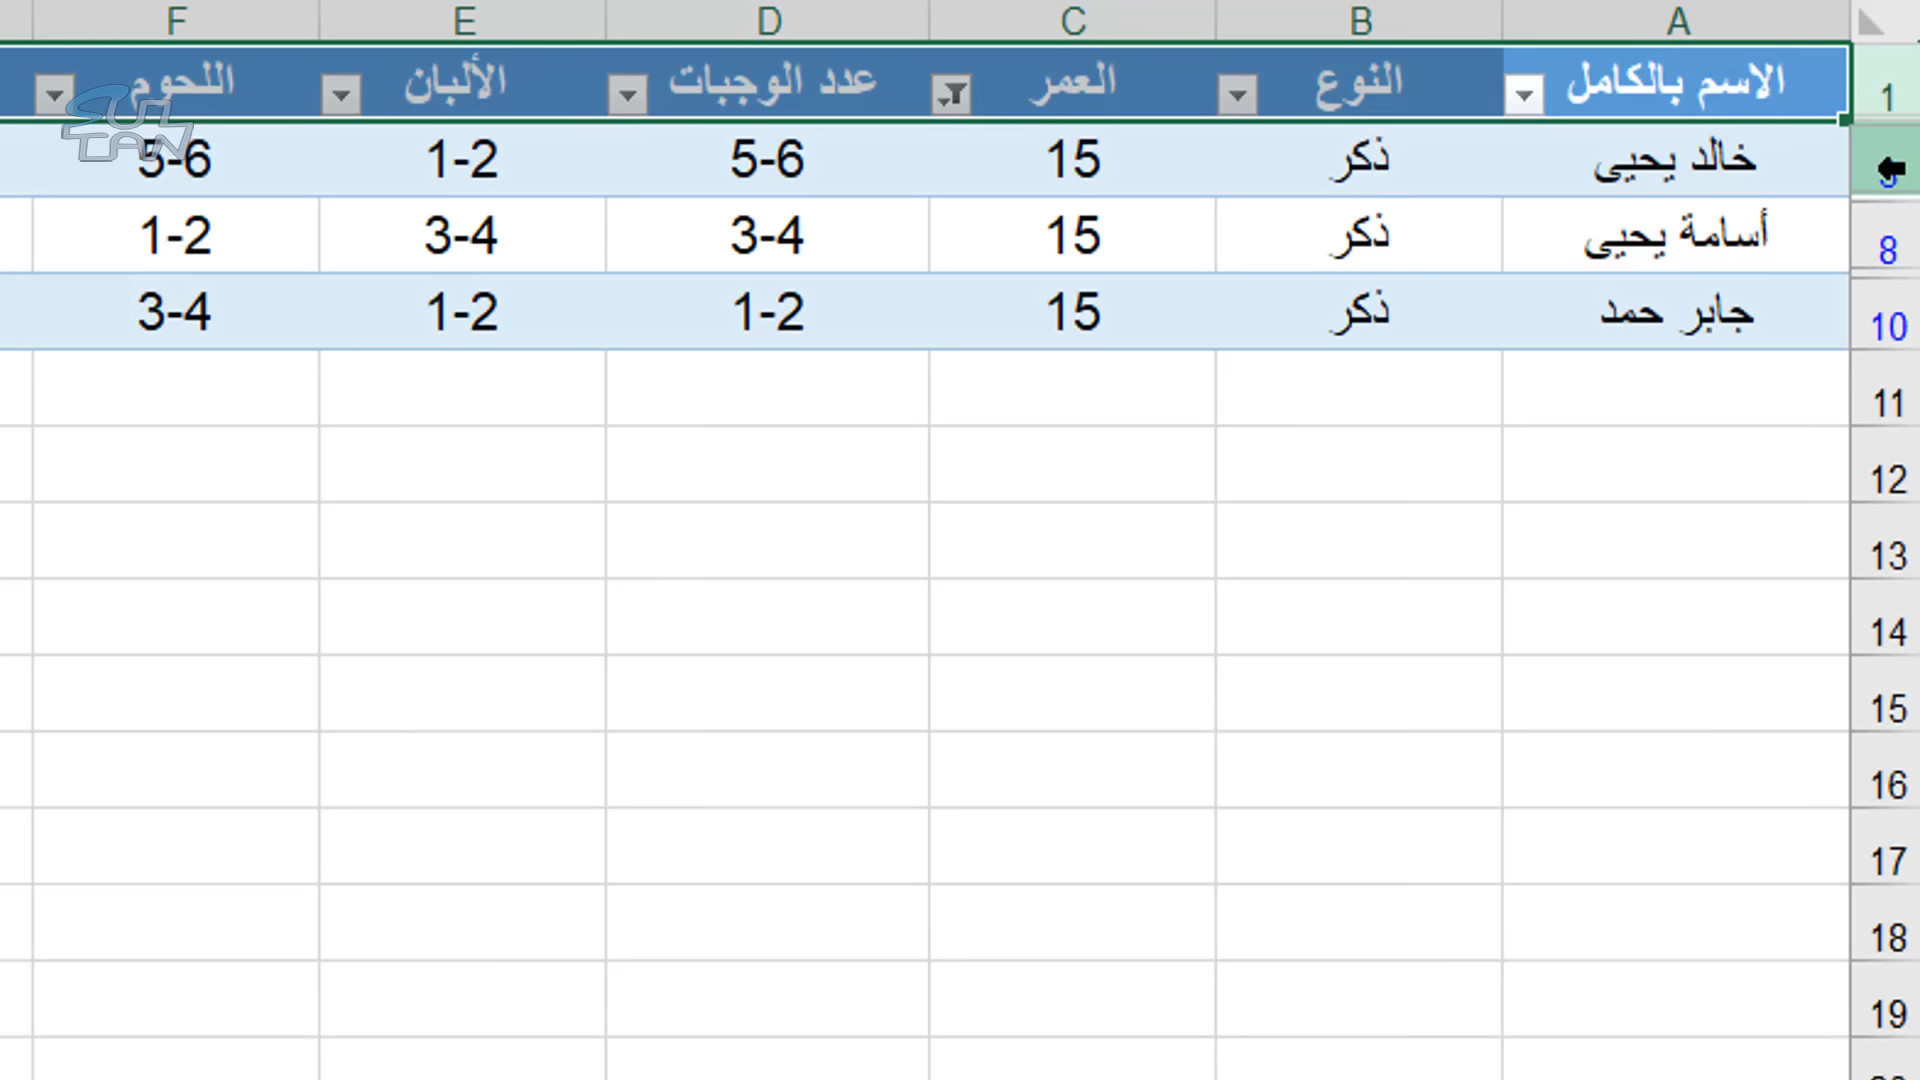 A B C D E F
1 الاسم بالكامل النوع العمر عدد الوجبات الألبان اللحوم
خالد يحيى ذكر 15 5-6 1-2 5-6
8 أسامة يحيى ذكر 15 3-4 3-4 1-2
10 جابر حمد ذكر 15 1-2 1-2 3-4
11
12
13
14
15
16
17
18
19
SUL
TAN